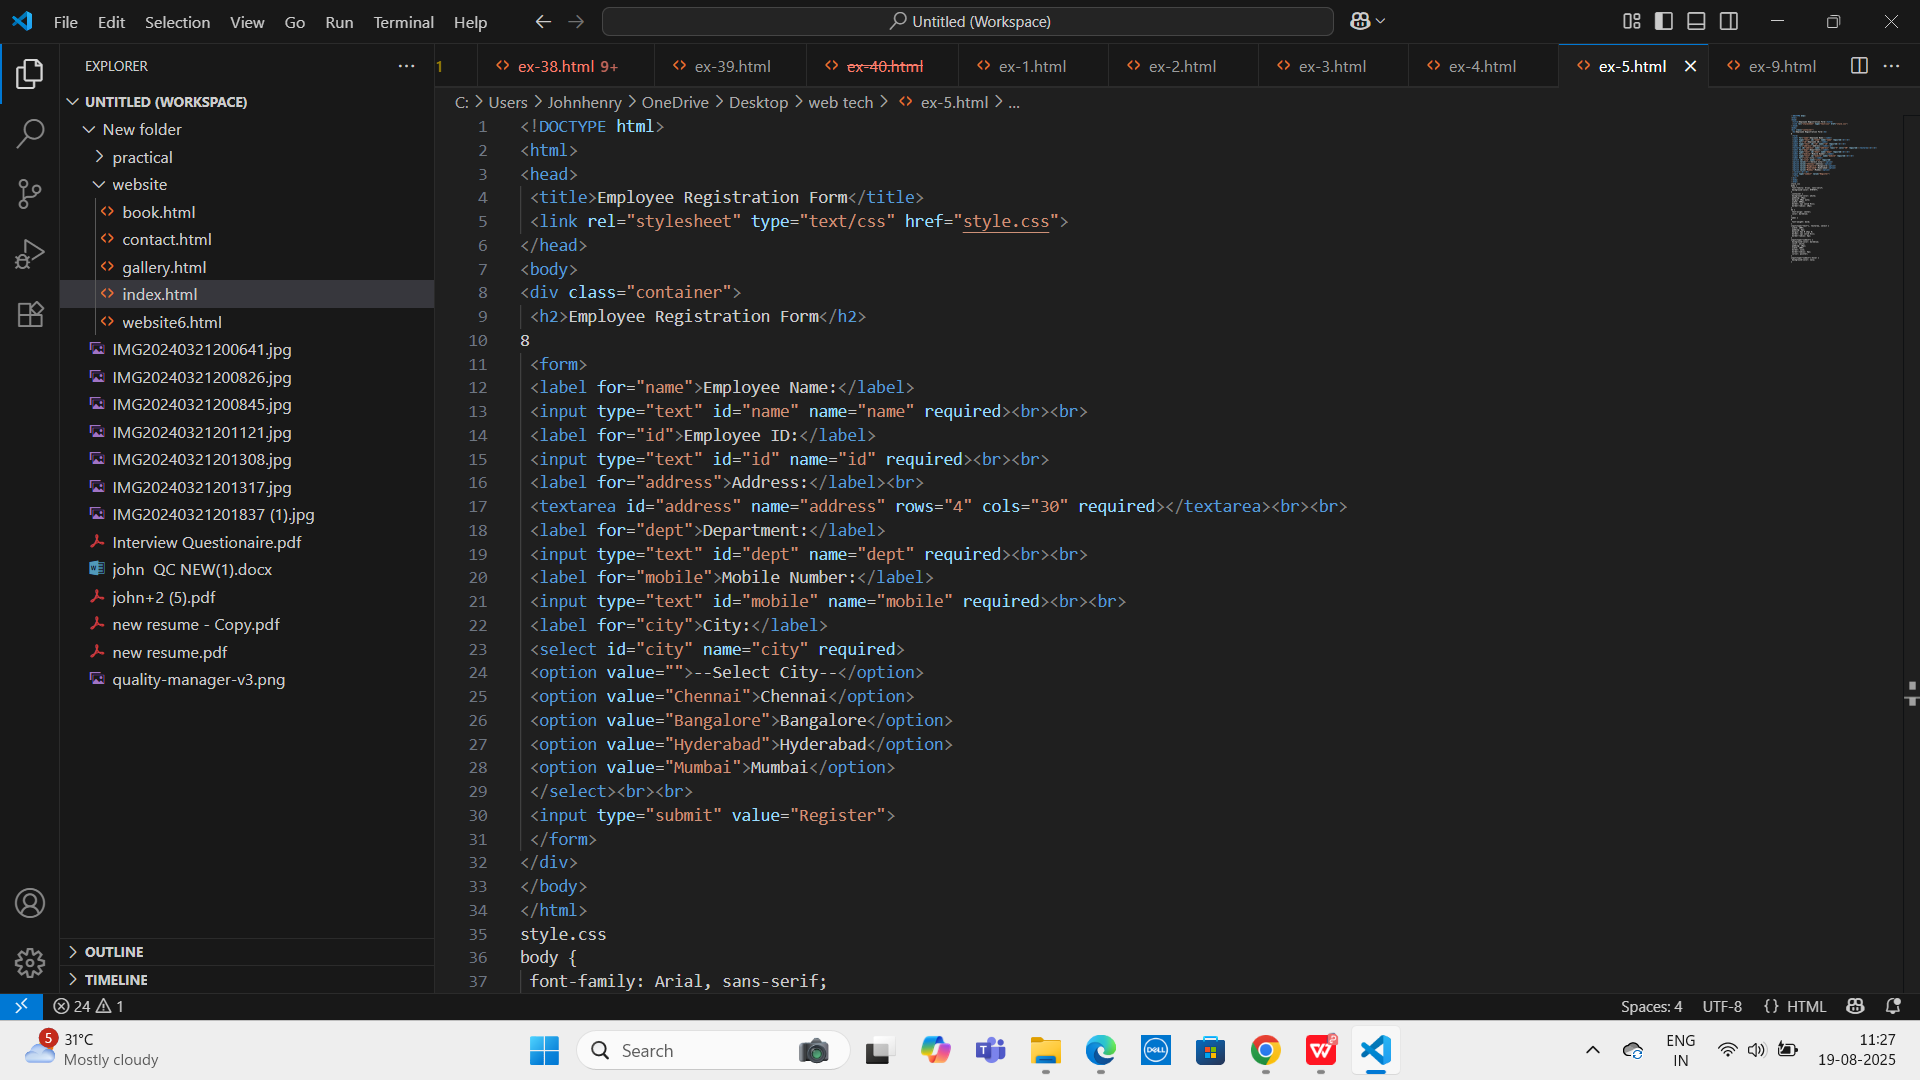 File Edit Selection View Go Run Terminal Help
Untitled (Workspace)
EXPLORER
UNTITLED (WORKSPACE)
New folder
practical
website
book.html
contact.html
gallery.html
index.html
website6.html
IMG20240321200641.jpg
IMG20240321200826.jpg
IMG20240321200845.jpg
IMG20240321201121.jpg
IMG20240321201308.jpg
IMG20240321201317.jpg
IMG20240321201837 (1).jpg
Interview Questionaire.pdf
john  QC NEW(1).docx
john+2 (5).pdf
new resume - Copy.pdf
new resume.pdf
quality-manager-v3.png
OUTLINE
TIMELINE
1 ex-38.html 9+ ex-39.html ex-40.html ex-1.html ex-2.html ex-3.html ex-4.html ex-5.html ex-9.html
C: > Users > Johnhenry > OneDrive > Desktop > web tech > ex-5.html > ...
1 <!DOCTYPE html>
2 <html>
3 <head>
4 <title>Employee Registration Form</title>
5 <link rel="stylesheet" type="text/css" href="style.css">
6 </head>
7 <body>
8 <div class="container">
9 <h2>Employee Registration Form</h2>
10 8
11 <form>
12 <label for="name">Employee Name:</label>
13 <input type="text" id="name" name="name" required><br><br>
14 <label for="id">Employee ID:</label>
15 <input type="text" id="id" name="id" required><br><br>
16 <label for="address">Address:</label><br>
17 <textarea id="address" name="address" rows="4" cols="30" required></textarea><br><br>
18 <label for="dept">Department:</label>
19 <input type="text" id="dept" name="dept" required><br><br>
20 <label for="mobile">Mobile Number:</label>
21 <input type="text" id="mobile" name="mobile" required><br><br>
22 <label for="city">City:</label>
23 <select id="city" name="city" required>
24 <option value="">--Select City--</option>
25 <option value="Chennai">Chennai</option>
26 <option value="Bangalore">Bangalore</option>
27 <option value="Hyderabad">Hyderabad</option>
28 <option value="Mumbai">Mumbai</option>
29 </select><br><br>
30 <input type="submit" value="Register">
31 </form>
32 </div>
33 </body>
34 </html>
35 style.css
36 body {
37 font-family: Arial, sans-serif;
24 1
Spaces: 4 UTF-8 {} HTML
5 31°C
Mostly cloudy
Search
DELL
W
ENG
IN
11:27
19-08-2025